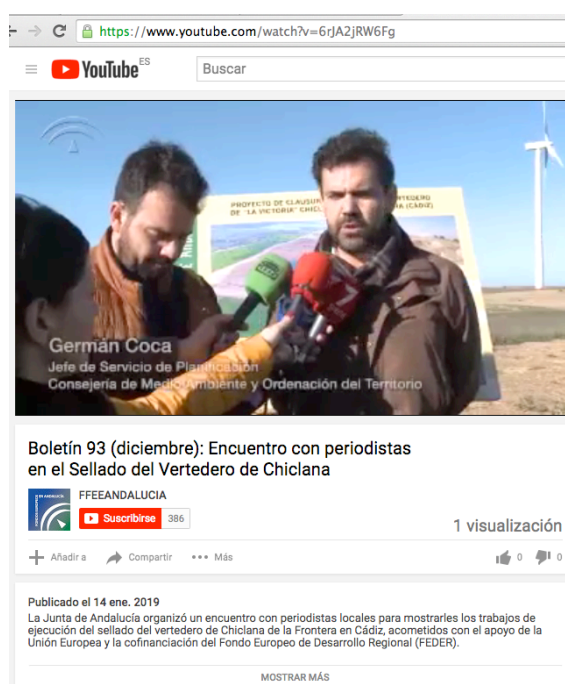 https://www.youtube.com/watch?v=6rJA2jRW6Fg
YouTube ES
Buscar
PROYECTO DE CLAUSUR
DE "LA VICTORIA" CHICL
(CÁDIZ)
7
Germán Coca
Jefe de Servicio de Planificación
Consejería de Medio Ambiente y Ordenación del Territorio
Boletín 93 (diciembre): Encuentro con periodistas
en el Sellado del Vertedero de Chiclana
FFEEANDALUCIA
Suscribirse 386
1 visualización
Añadir a Compartir Más
0 0
Publicado el 14 ene. 2019
La Junta de Andalucía organizó un encuentro con periodistas locales para mostrarles los trabajos de
ejecución del sellado del vertedero de Chiclana de la Frontera en Cádiz, acometidos con el apoyo de la
Unión Europea y la cofinanciación del Fondo Europeo de Desarrollo Regional (FEDER).
MOSTRAR MÁS